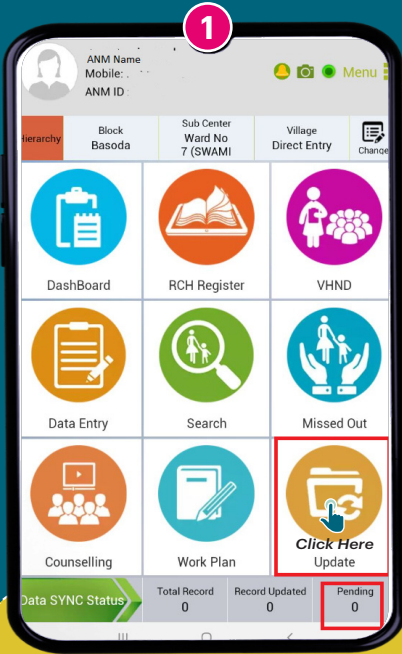 1
ANM Name
Mobile:
ANM ID :
Menu
Hierarchy
Block
Basoda
Sub Center
Ward No
7 (SWAMI
Village
Direct Entry
Change
DashBoard
RCH Register
VHND
Data Entry
Search
Missed Out
Counselling
Work Plan
Click Here
Update
Data SYNC Status
Total Record
0
Record Updated
0
Pending
0